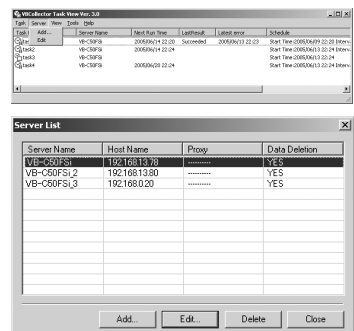 VBCollector Task View Ver. 3.0
Task Server View Tools Help
Task Server Name Next Run Time LastResult Latest error Schedule
Add...
Edit
VB-C50FSi 2005/06/14 22:20 Succeeded 2005/06/13 22:23 Start Time:2005/06/09 22:20 Interv
task2 VB-C50FSi 2005/06/13 22:24 Start Time:2005/06/13 22:24 Interv
task3 VB-C50FSi 2005/06/14 22:24 Start Time:2005/06/13 22:24
task4 VB-C50FSi 2005/06/20 22:24 Start Time:2005/06/13 22:24 Interv
Server List
Server Name Host Name Proxy Data Deletion
VB-C50FSi 192.168.13.78 ---------- YES
VB-C50FSi_2 192.168.13.80 ---------- YES
VB-C50FSi_3 192.168.0.20 ---------- YES
Add... Edit... Delete Close